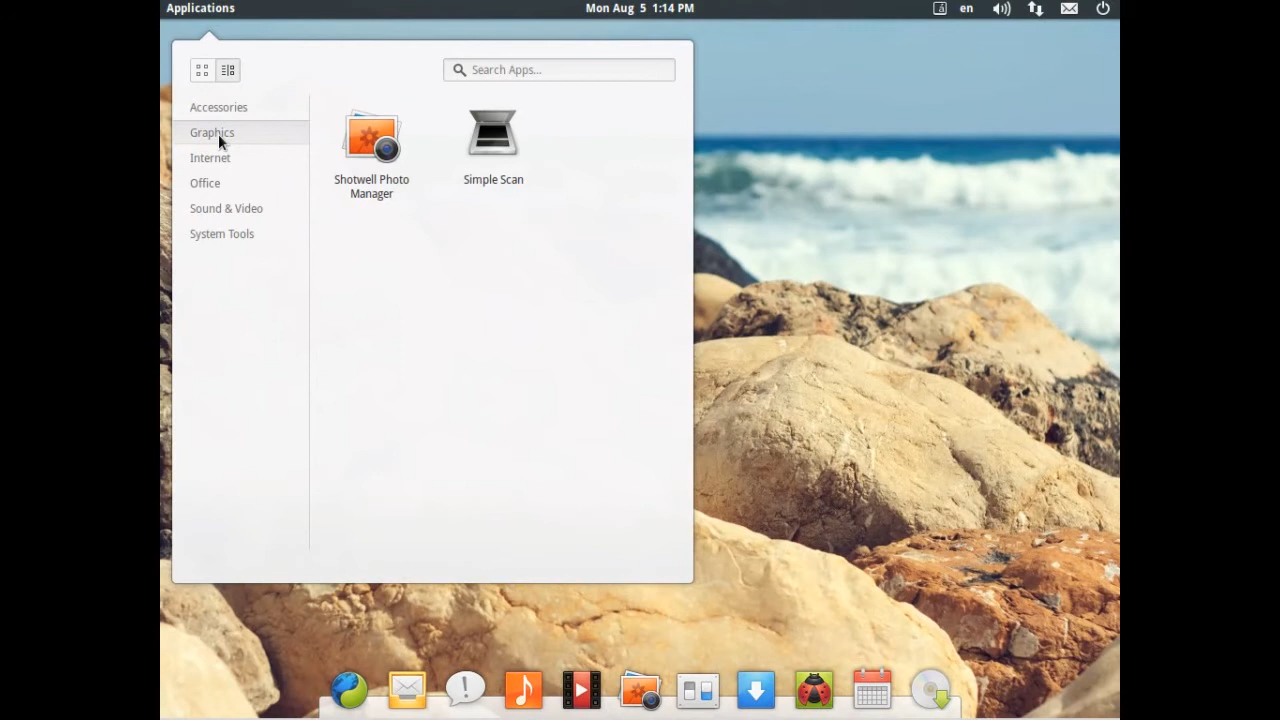 Applications
Mon Aug 5 1:14 PM
a
en
Search Apps...
Accessories
Graphics
Internet
Office
Sound & Video
System Tools
Shotwell Photo
Manager
Simple Scan